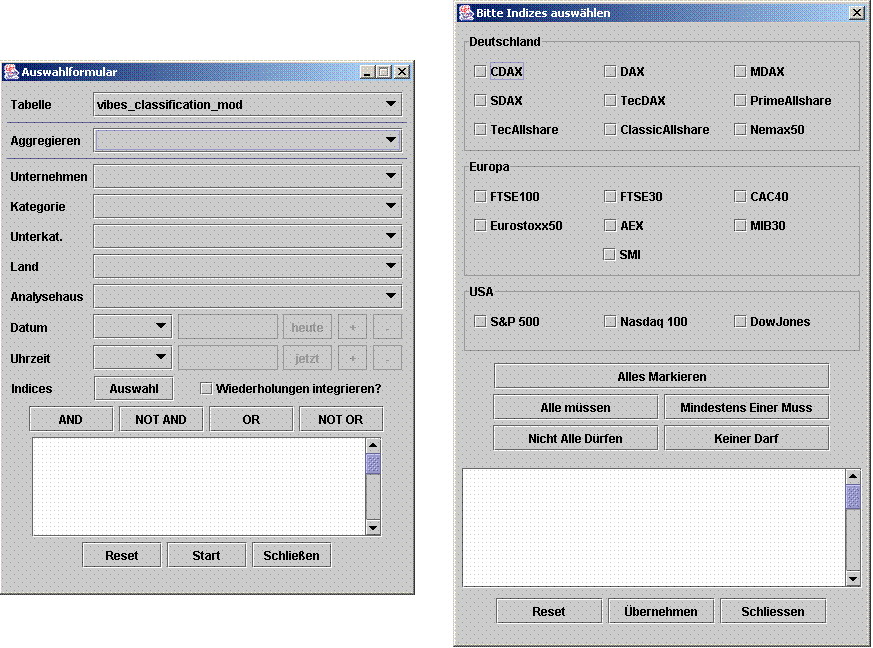 Auswahlformular
Tabelle vibes_classification_mod
Aggregieren
Unternehmen
Kategorie
Unterkat.
Land
Analysehaus
Datum heute + -
Uhrzeit jetzt + -
Indices Auswahl Wiederholungen integrieren?
AND NOT AND OR NOT OR
Reset Start Schließen
Bitte Indizes auswählen
Deutschland
CDAX DAX MDAX
SDAX TecDAX PrimeAllshare
TecAllshare ClassicAllshare Nemax50
Europa
FTSE100 FTSE30 CAC40
Eurostoxx50 AEX MIB30
SMI
USA
S&P 500 Nasdaq 100 DowJones
Alles Markieren
Alle müssen Mindestens Einer Muss
Nicht Alle Dürfen Keiner Darf
Reset Übernehmen Schliessen